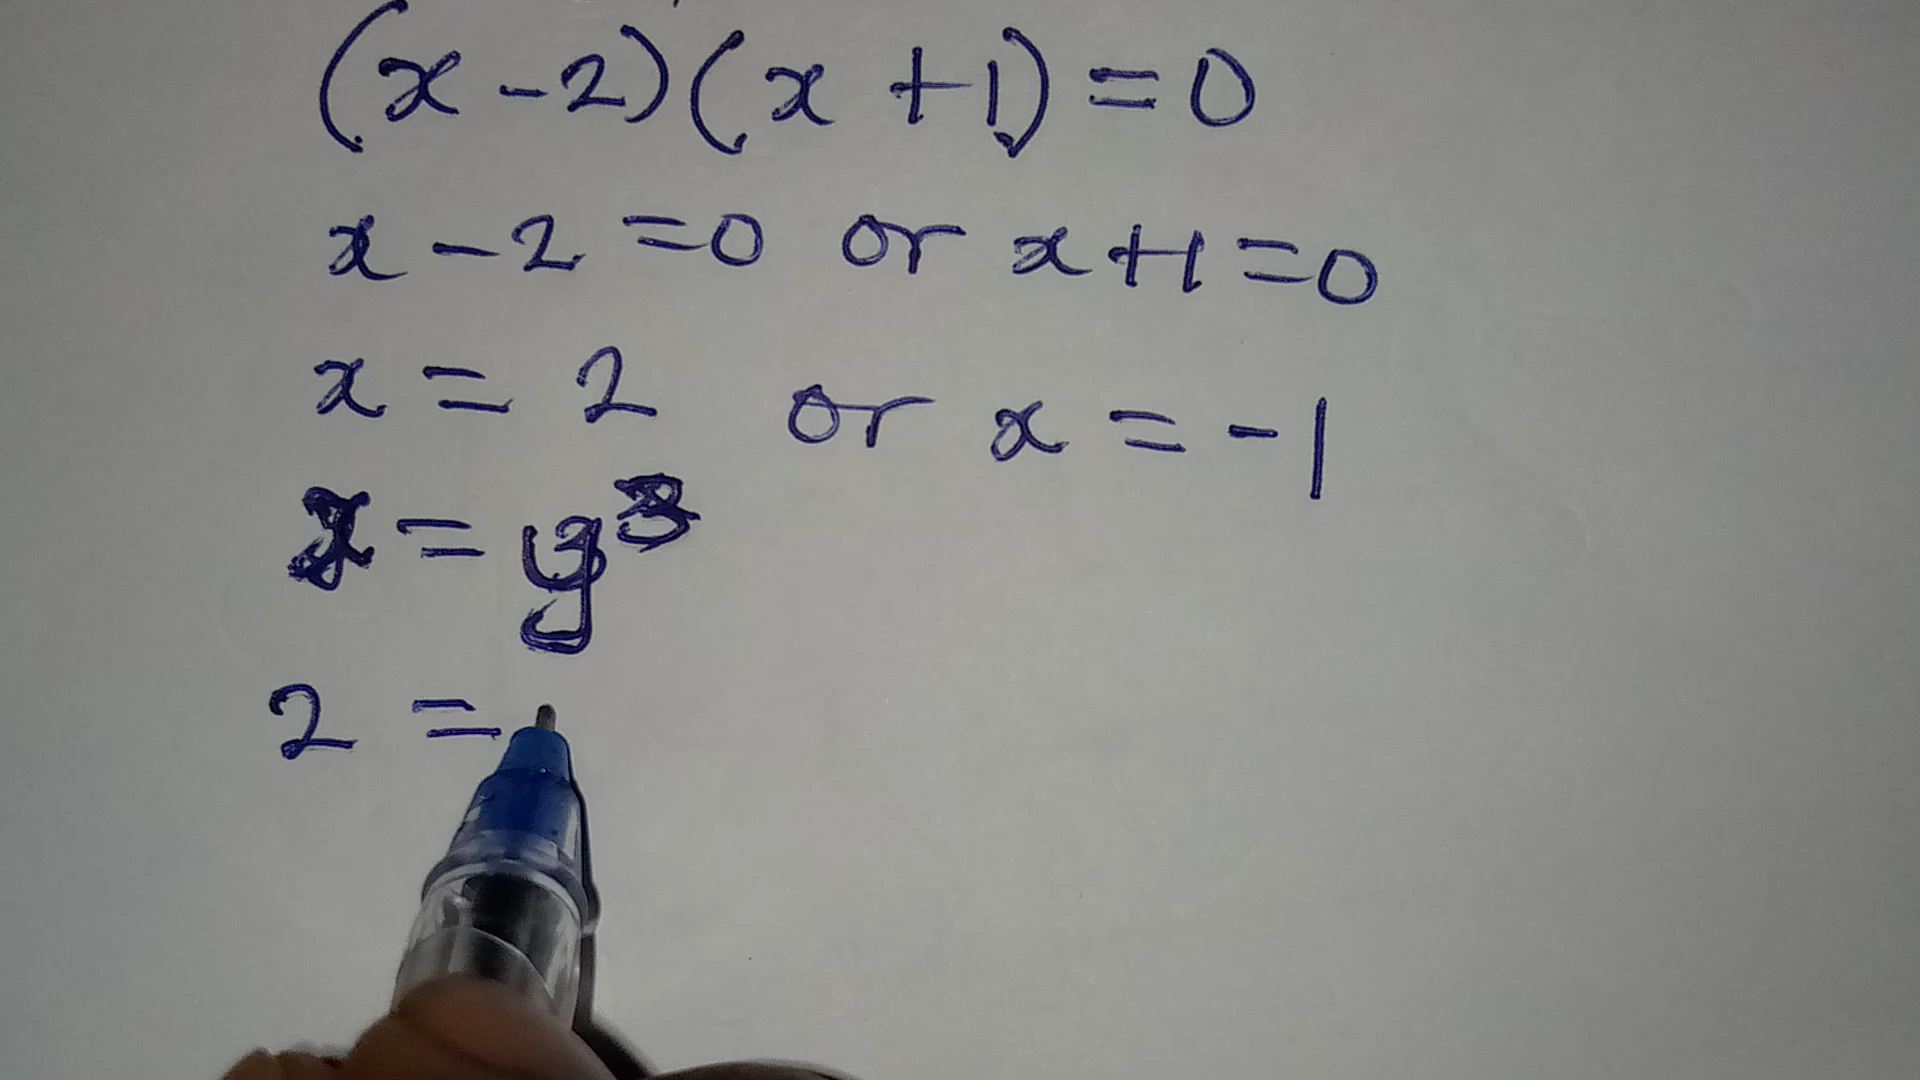 (x - 2)(x + 1) = 0
x - 2 = 0 or x + 1 = 0
x = 2 or x = -1
x = y³
2 =